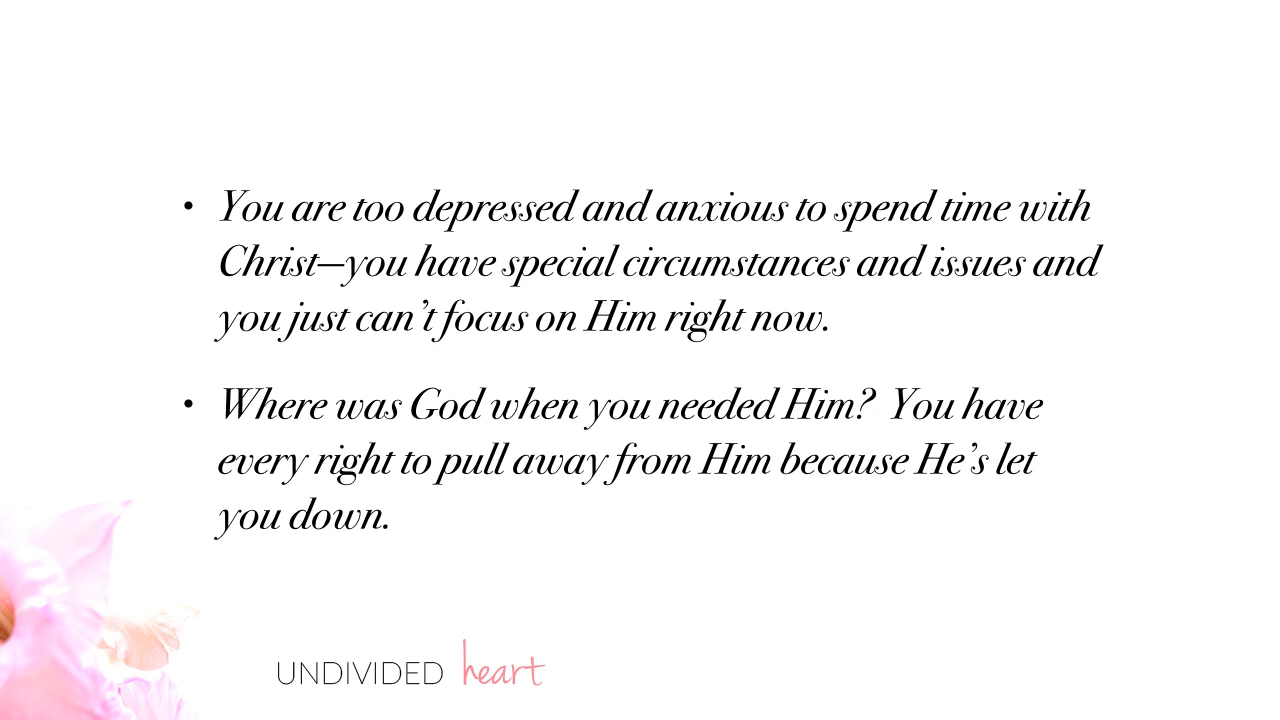 • You are too depressed and anxious to spend time with
Christ—you have special circumstances and issues and
you just can’t focus on Him right now.
• Where was God when you needed Him?  You have
every right to pull away from Him because He’s let
you down.
UNDIVIDED heart